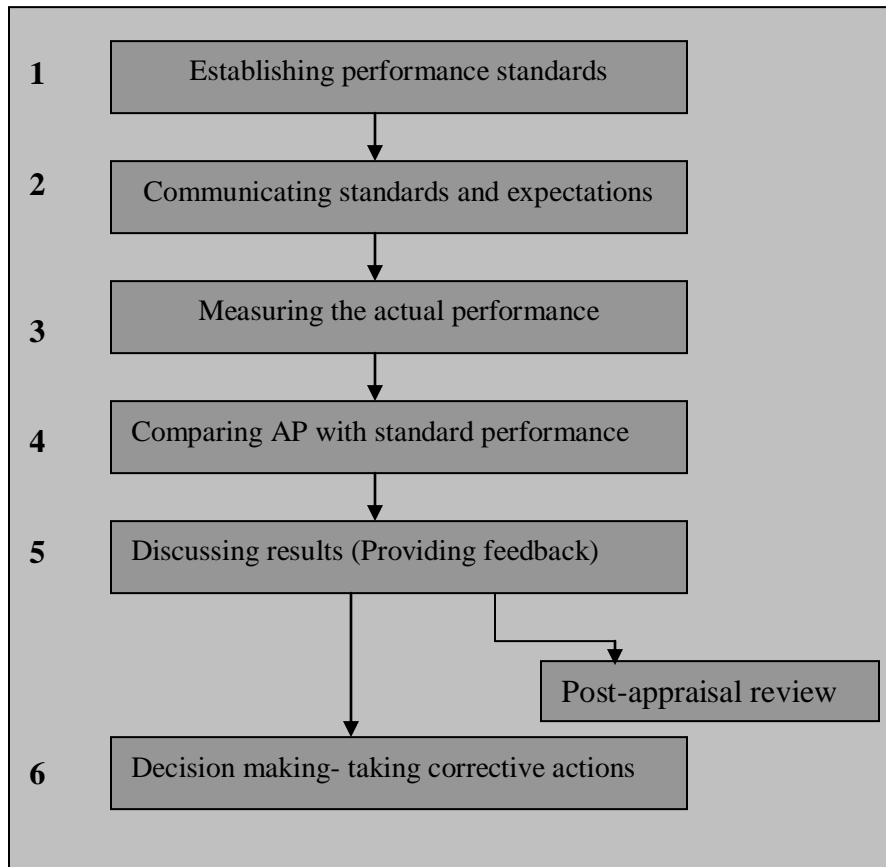 1
Establishing performance standards
2
Communicating standards and expectations
3
Measuring the actual performance
4
Comparing AP with standard performance
5
Discussing results (Providing feedback)
Post-appraisal review
6
Decision making- taking corrective actions